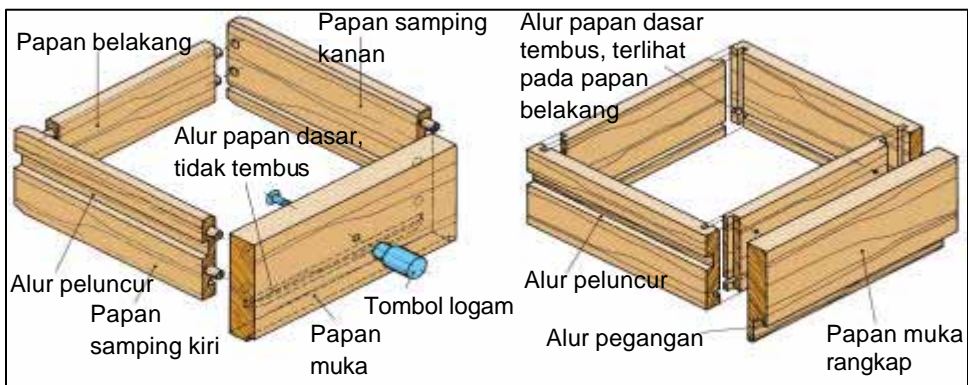 Papan belakang
Papan samping
kanan
Alur papan dasar,
tidak tembus
Alur peluncur
Papan
samping kiri
Papan
muka
Tombol logam
Alur papan dasar
tembus, terlihat
pada papan
belakang
Alur peluncur
Alur pegangan
Papan muka
rangkap